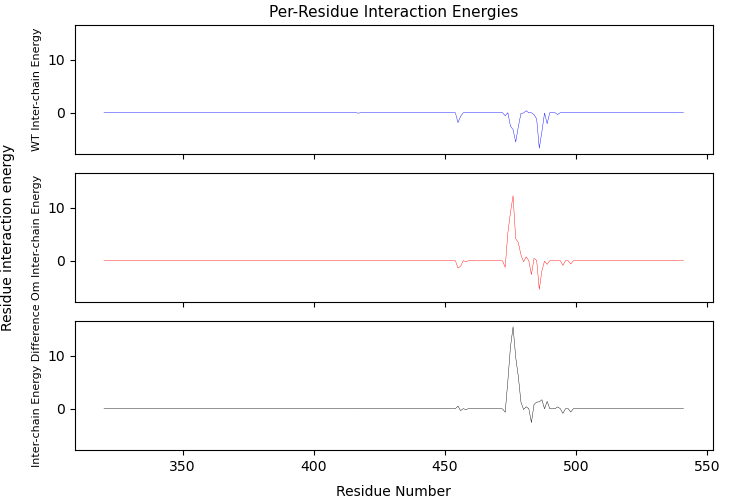 Per-Residue Interaction Energies
Residue interaction energy
WT Inter-chain Energy
10
0
Om Inter-chain Energy
10
0
Inter-chain Energy Difference
10
0
350
400
450
500
550
Residue Number